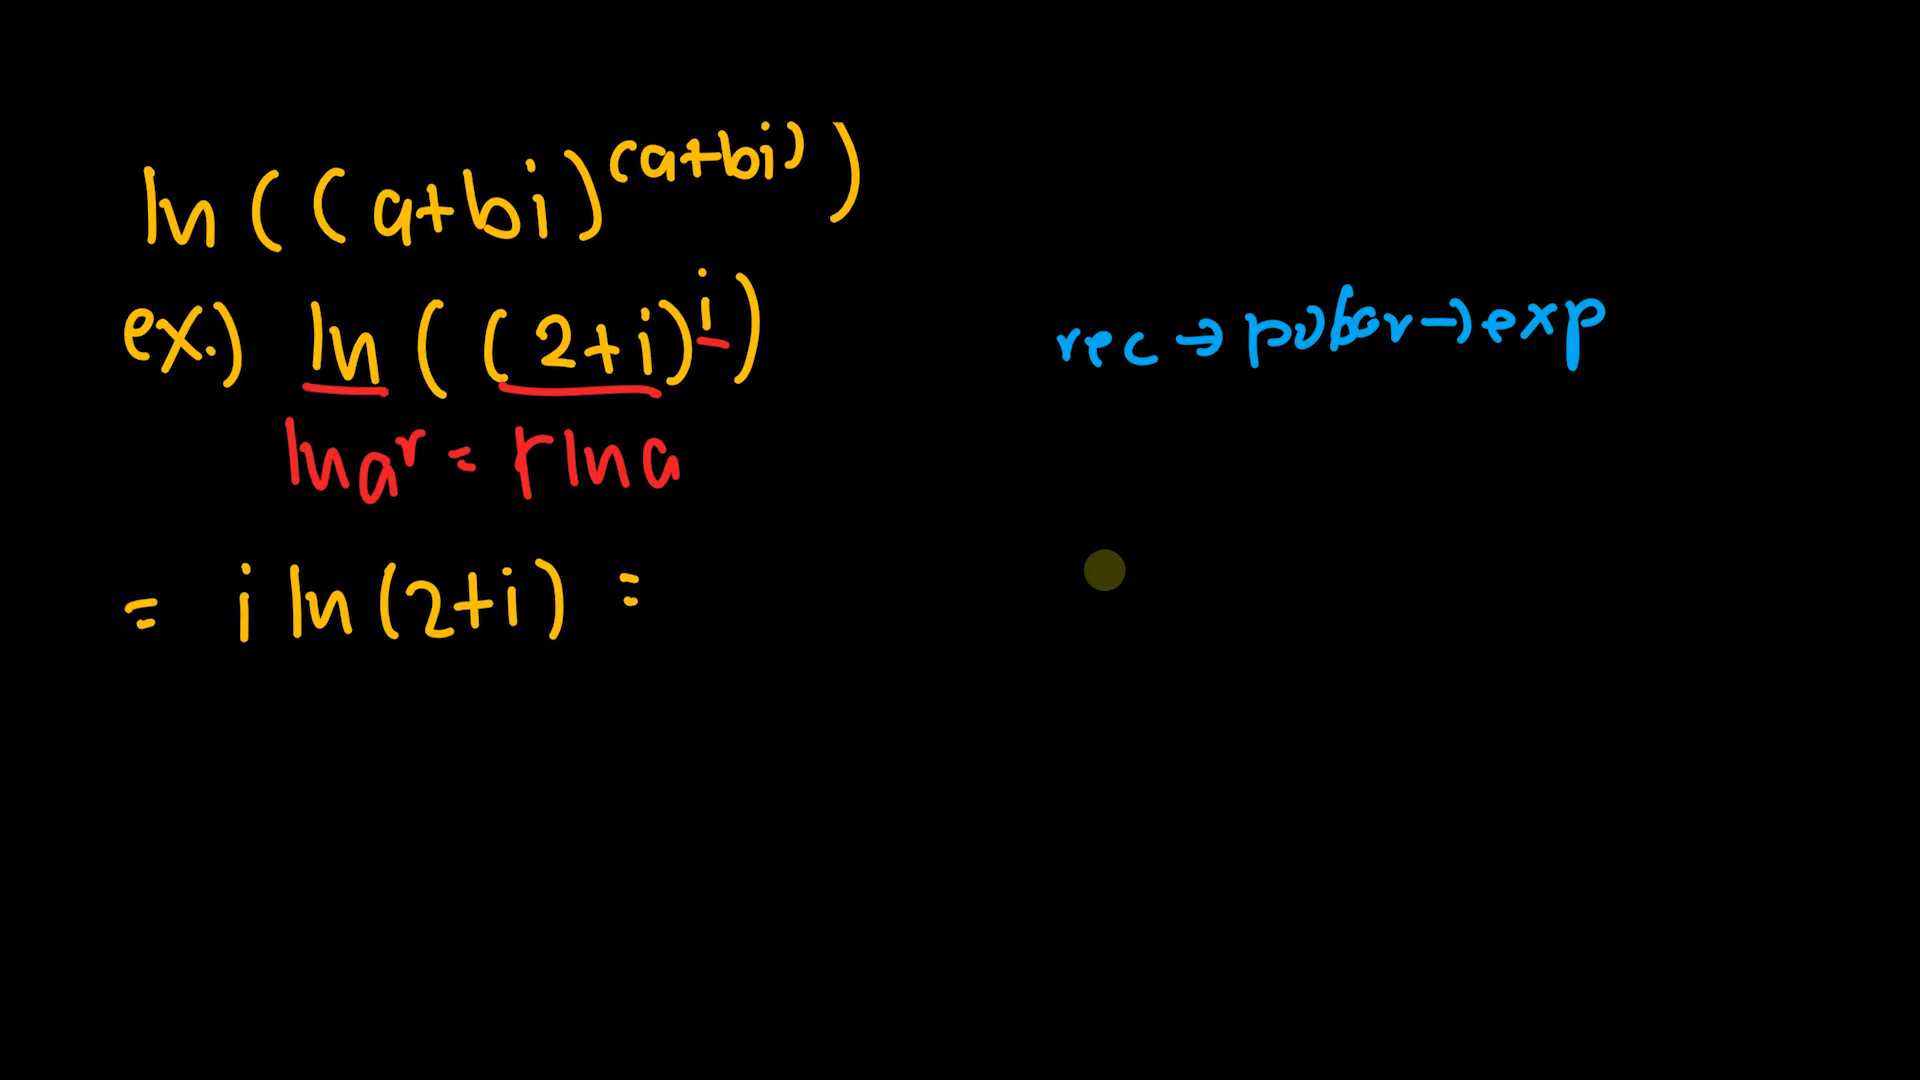 ln((a+bi)^(a+bi))
ex.) ln((2+i)^i)
rec → polar → exp
ln a^r = r ln a
= i ln(2+i) =